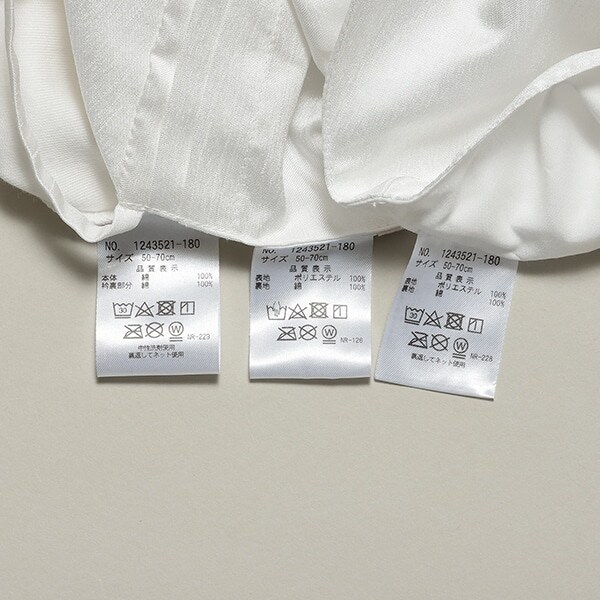 NO. 1243521-180
サイズ 50-70cm
品質表示
本体 綿 100%
衿裏部分 綿 100%
30
NR-229
中性洗剤使用
裏返してネット使用
NO. 1243521-180
サイズ 50-70cm
品質表示
表地 ポリエステル 100%
裏地 綿 100%
NR-126
NO. 1243521-180
サイズ 50-70cm
品質表示
表地 ポリエステル 100%
裏地 綿 100%
30
NR-228
裏返してネット使用